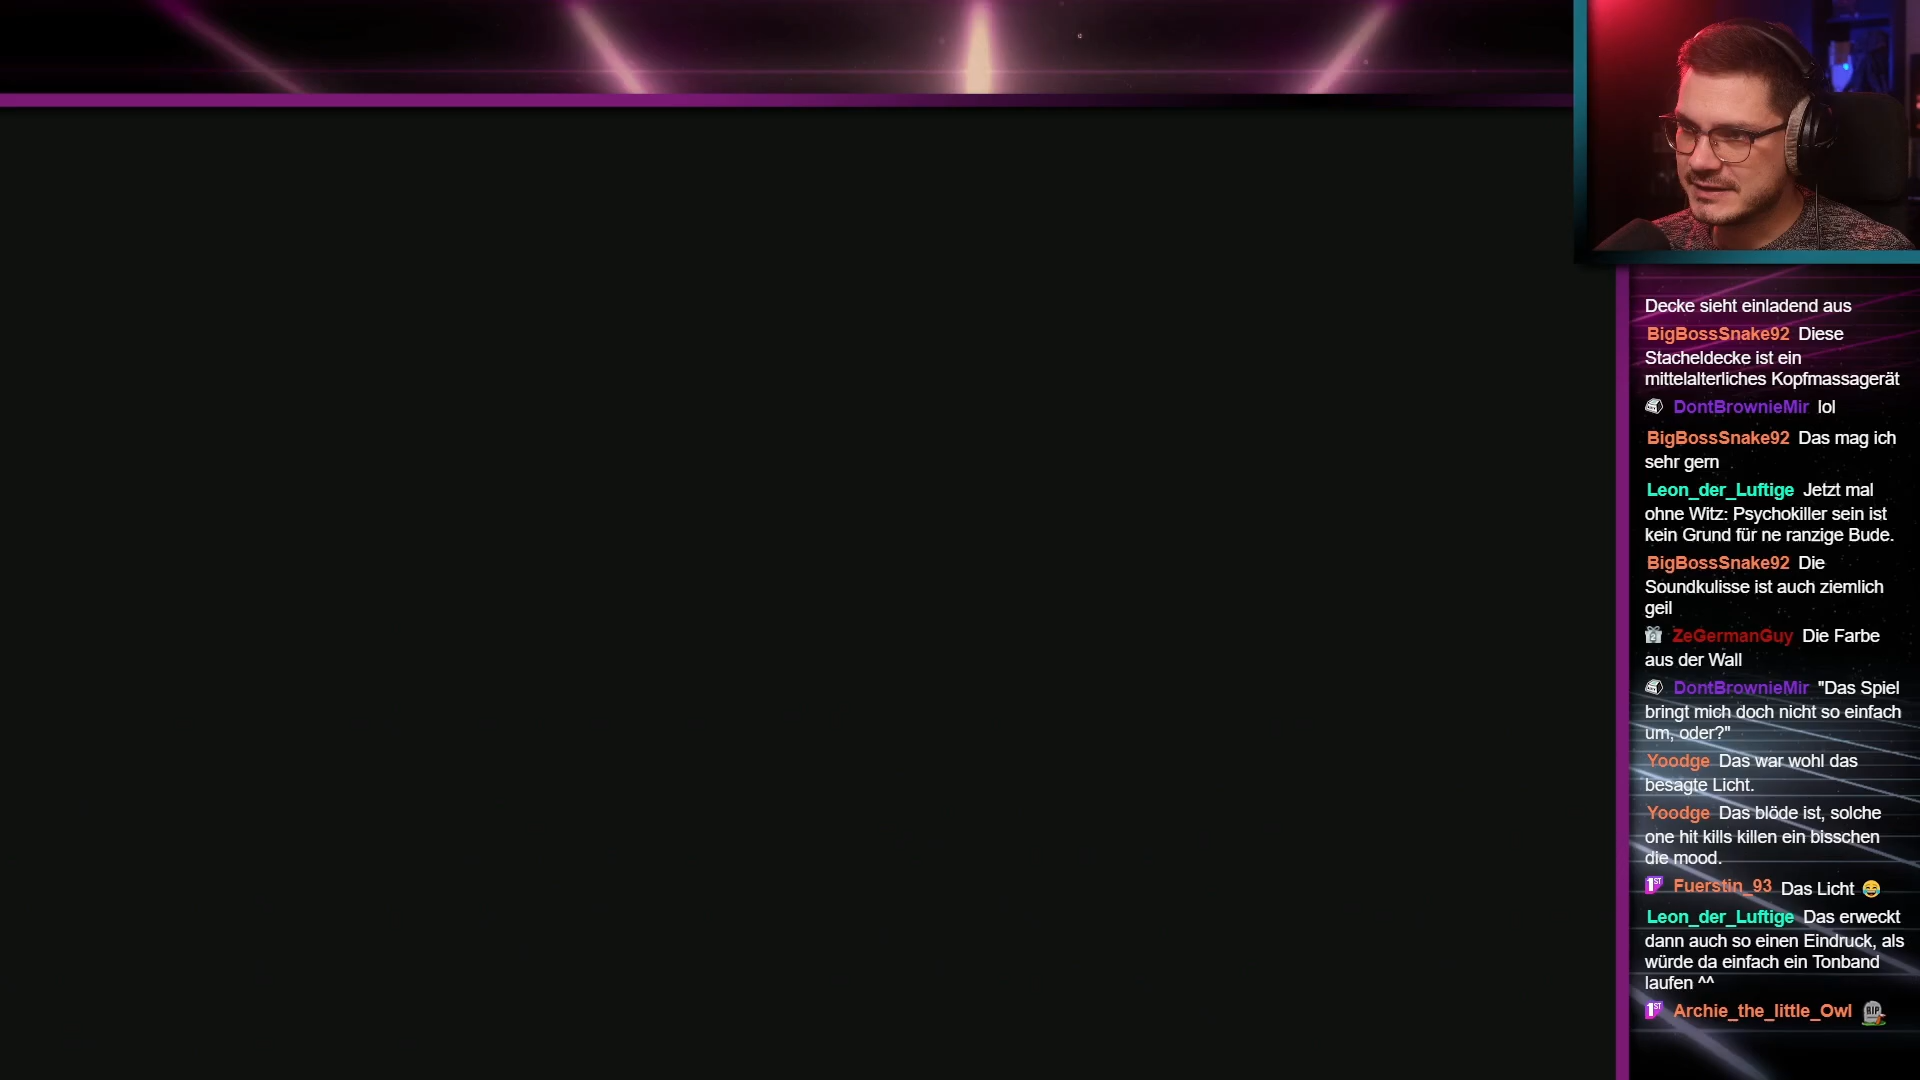 Decke sieht einladend aus
BigBossSnake92 Diese
Stacheldecke ist ein
mittelalterliches Kopfmassagerät
DontBrownieMir lol
BigBossSnake92 Das mag ich
sehr gern
Leon_der_Luftige Jetzt mal
ohne Witz: Psychokiller sein ist
kein Grund für ne ranzige Bude.
BigBossSnake92 Die
Soundkulisse ist auch ziemlich
geil
ZeGermanGuy Die Farbe
aus der Wall
DontBrownieMir "Das Spiel
bringt mich doch nicht so einfach
um, oder?"
Yoodge Das war wohl das
besagte Licht.
Yoodge Das blöde ist, solche
one hit kills killen ein bisschen
die mood.
1ST Fuerstin_93 Das Licht 😂
Leon_der_Luftige Das erweckt
dann auch so einen Eindruck, als
würde da einfach ein Tonband
laufen ^^
1ST Archie_the_little_Owl RIP